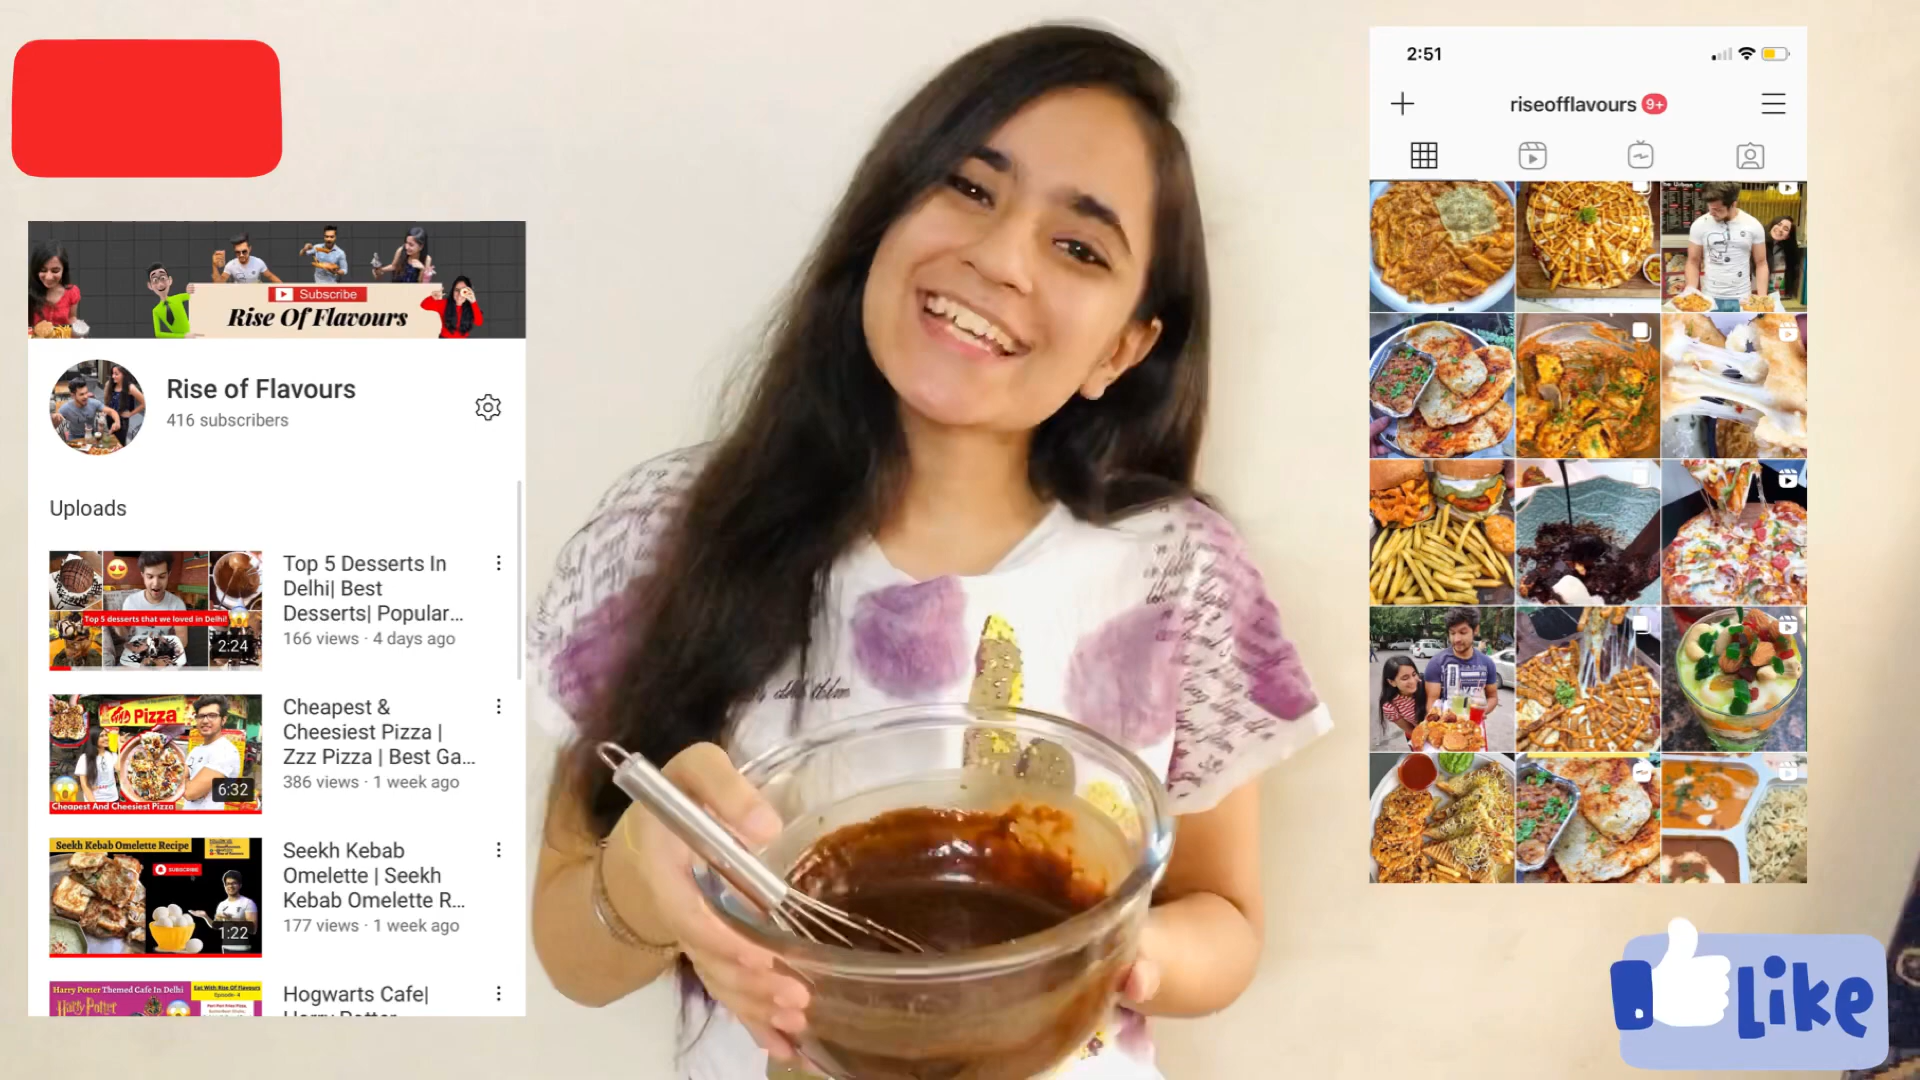 Subscribe
Rise Of Flavours
Rise of Flavours
416 subscribers
Uploads
Top 5 desserts that we loved in Delhi!
2:24
Top 5 Desserts In
Delhi| Best
Desserts| Popular...
166 views · 4 days ago
Pizza
6:32
Cheapest And Cheesiest Pizza
Cheapest &
Cheesiest Pizza |
Zzz Pizza | Best Ga...
386 views · 1 week ago
Seekh Kebab Omelette Recipe
SUBSCRIBE
1:22
Seekh Kebab
Omelette | Seekh
Kebab Omelette R...
177 views · 1 week ago
Harry Potter Themed Cafe In Delhi
Eat With Rise Of Flavours
Episode-4
Harry Potter
Hogwarts Cafe|
Harry Potter
2:51
riseofflavours 9+
Like